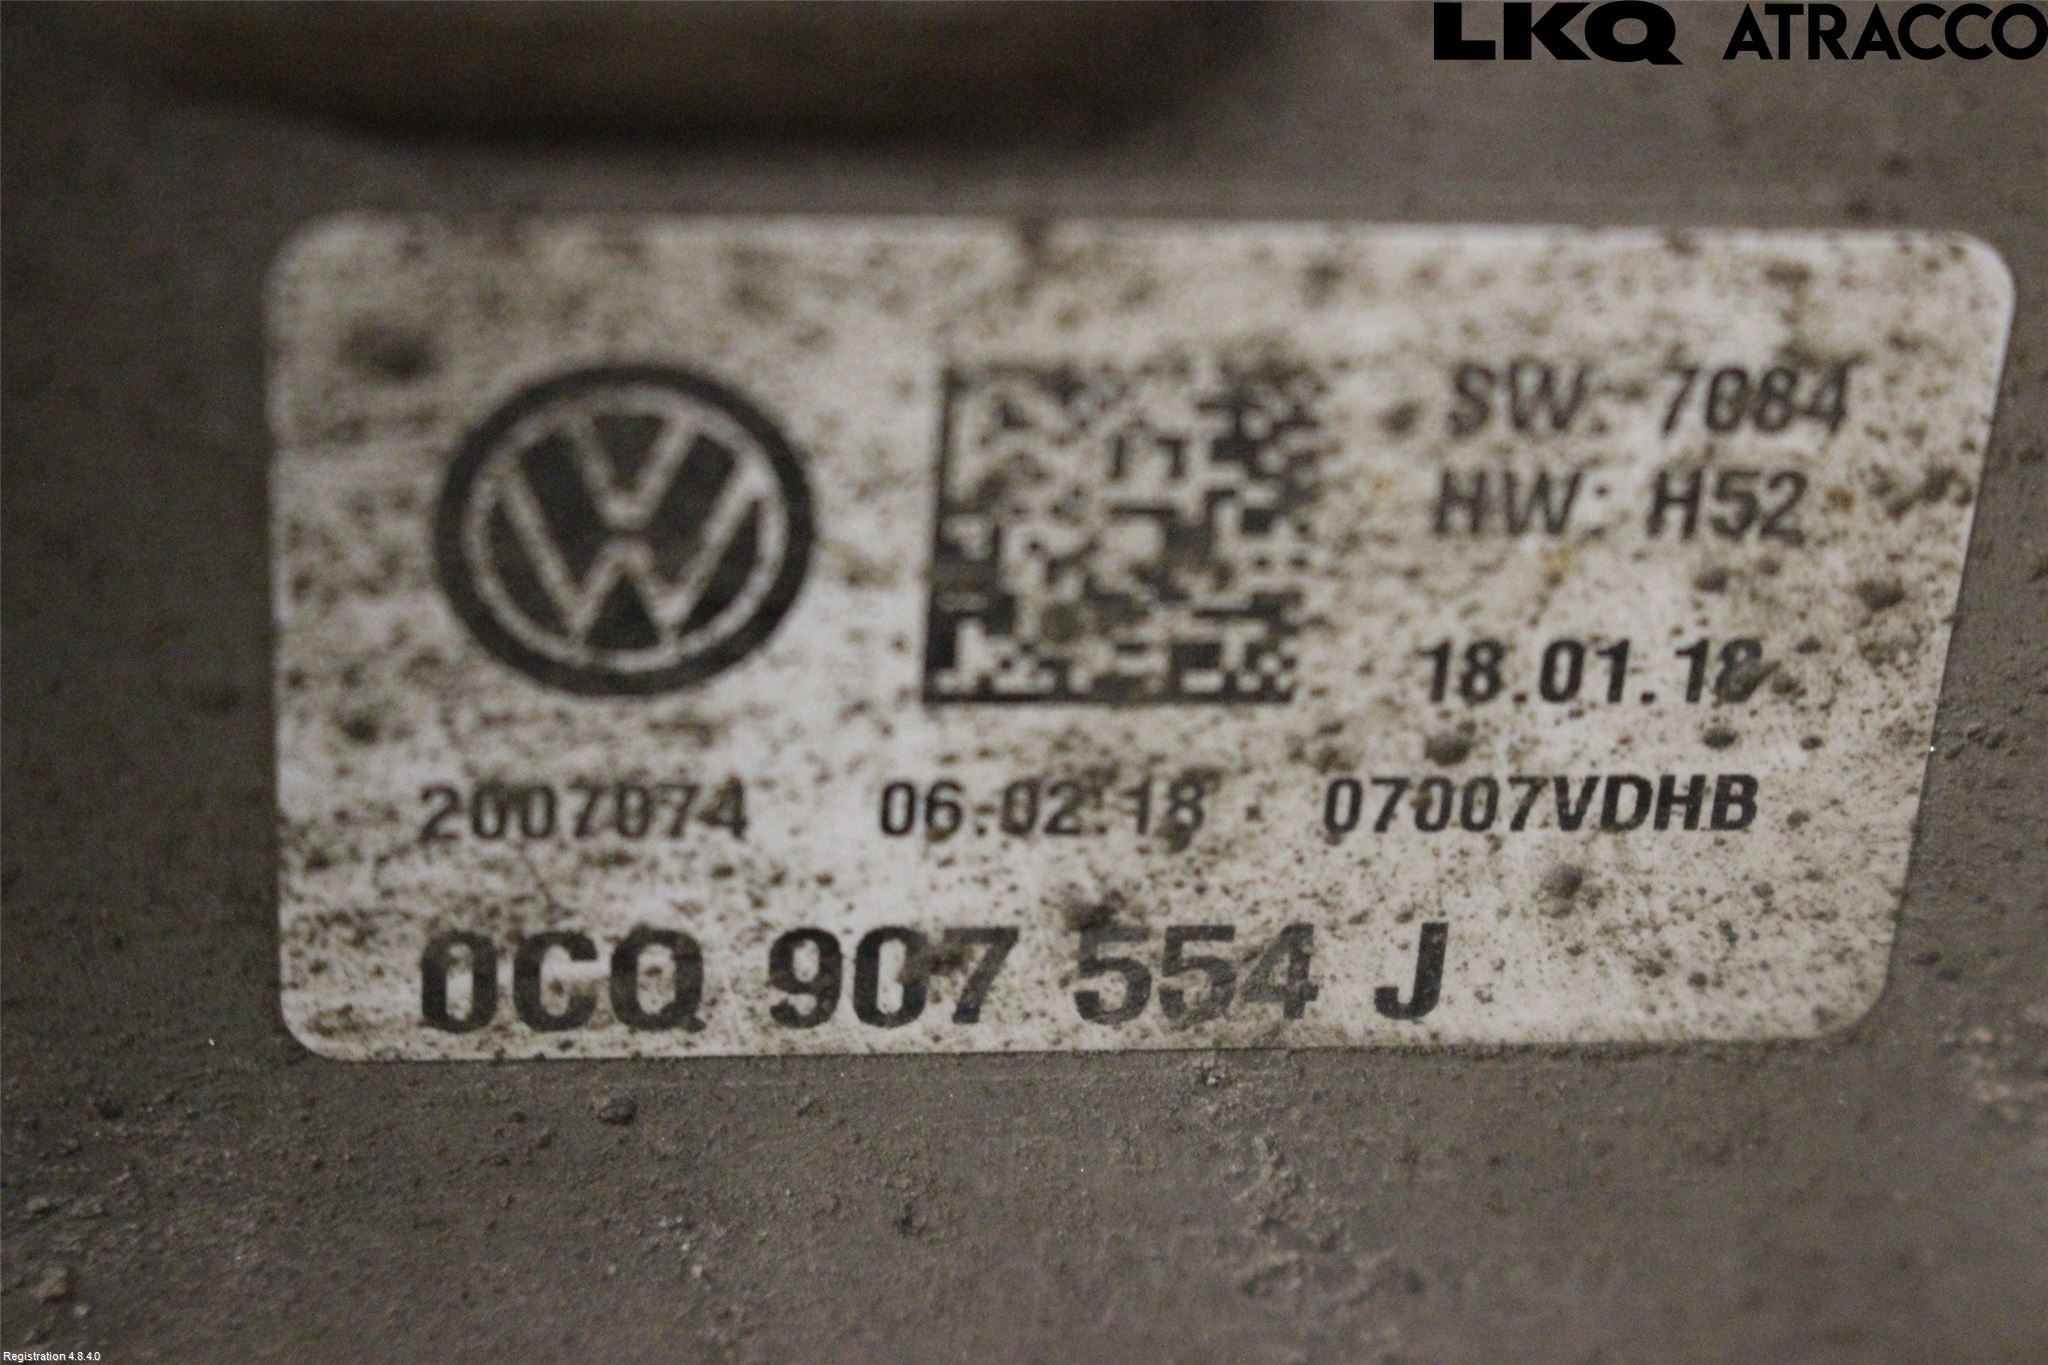 LKQ ATRACCO
SW: 7084
HW: H52
18.01.18
2007074 06.02.18 07007VDHB
0CQ 907 554 J
Registration 4.8.4.0